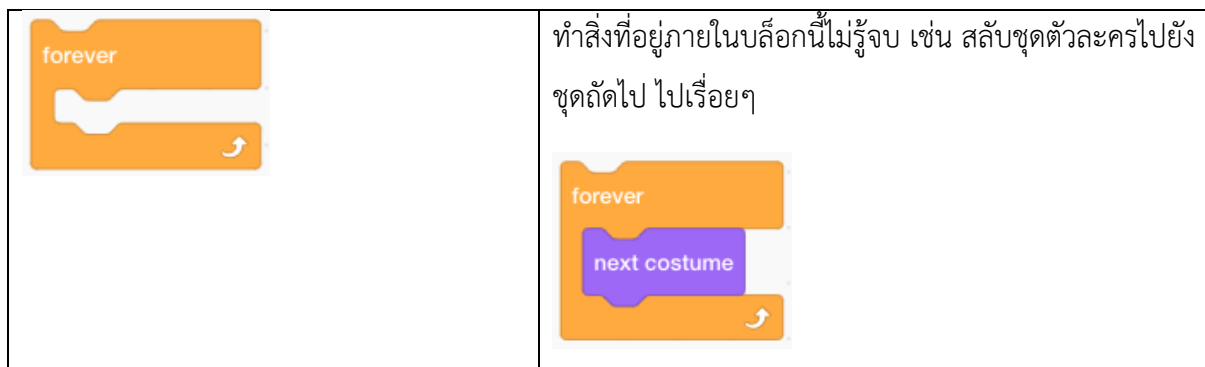 forever
ทำสิ่งที่อยู่ภายในบล็อกนี้ไม่รู้จบ เช่น สลับชุดตัวละครไปยัง
ชุดถัดไป ไปเรื่อยๆ
forever
next costume